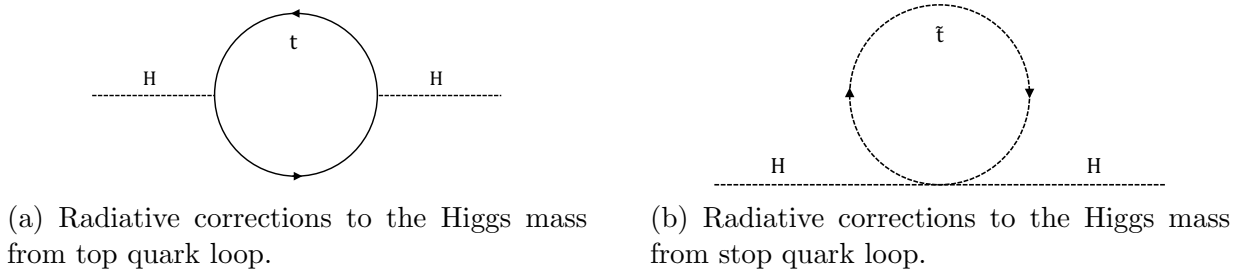 t̃
t
H
H
H
H
(a) Radiative corrections to the Higgs mass
from top quark loop.
(b) Radiative corrections to the Higgs mass
from stop quark loop.